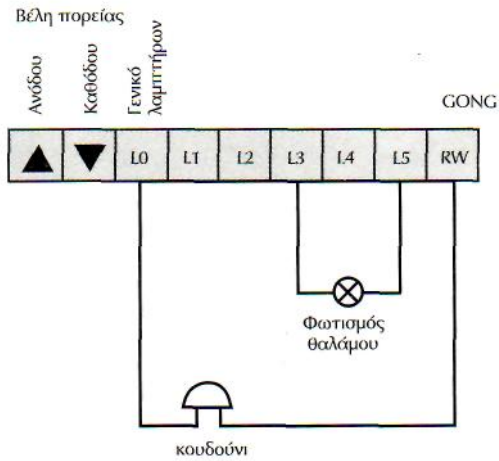 Βέλη πορείας
Ανόδου
Καθόδου
Γενικό
λαμπτήρων
GONG
L0 L1 L2 L3 L4 L5 RW
Φωτισμός
θαλάμου
κουδούνι